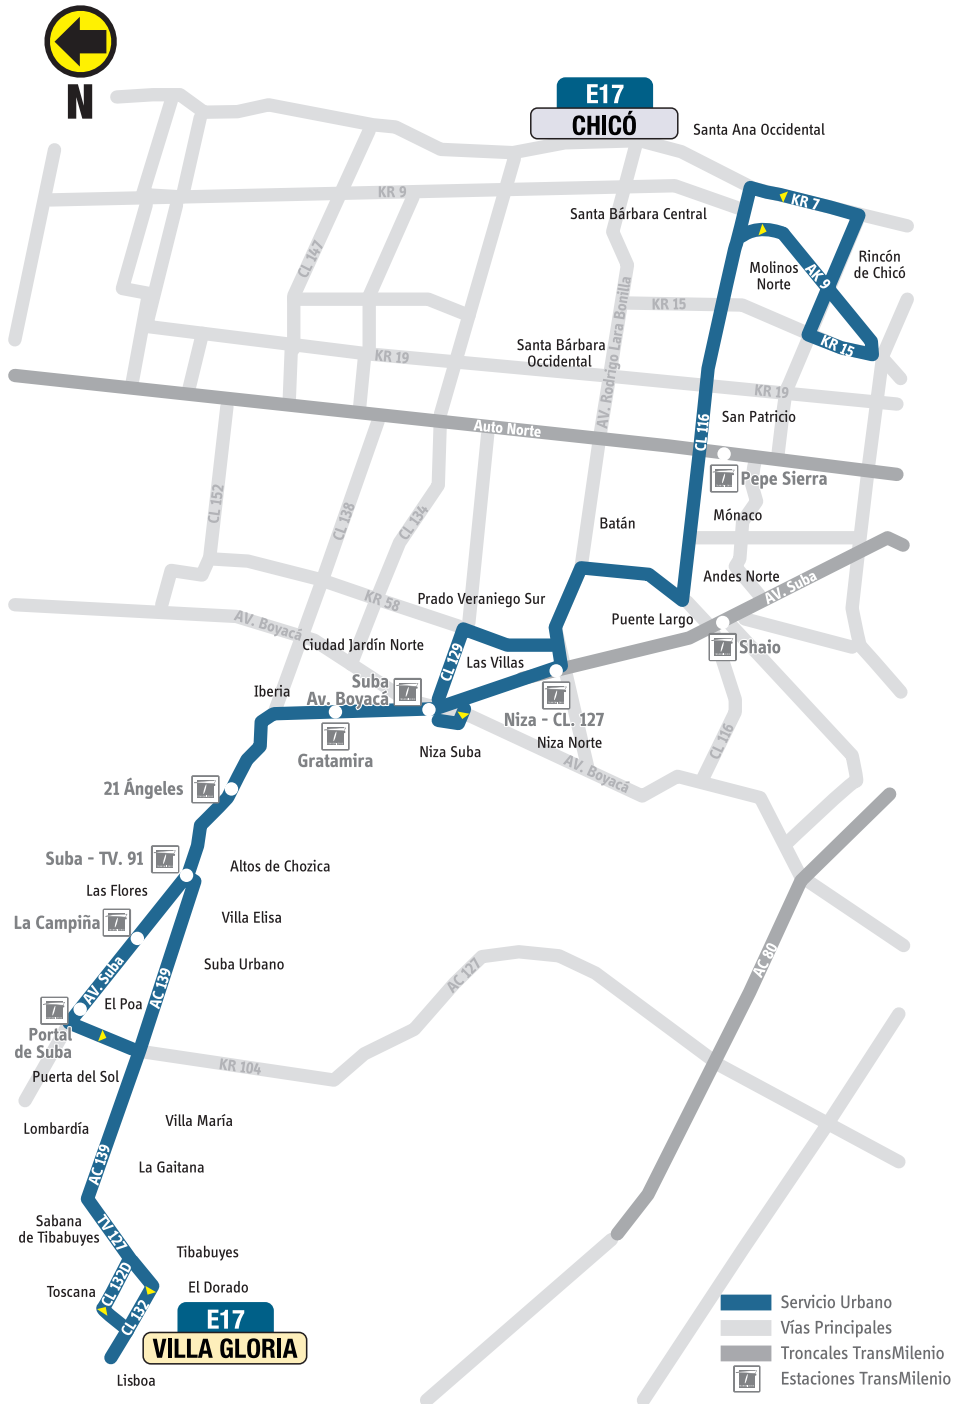 N
E17
CHICÓ
Santa Ana Occidental
KR 9
KR 7
Santa Bárbara Central
CL 147
Rincón
de Chicó
Molinos
Norte
AK 9
KR 15
AV. Rodrigo Lara Bonilla
KR 15
Santa Bárbara
Occidental
KR 19
KR 19
San Patricio
Auto Norte
CL 116
Pepe Sierra
CL 152
CL 138
CL 134
Batán
Mónaco
Andes Norte
AV. Suba
KR 58
Prado Veraniego Sur
Puente Largo
AV. Boyacá
Ciudad Jardín Norte
Shaio
CL 129
Las Villas
Suba
Av. Boyacá
Iberia
Niza - CL. 127
Gratamira
Niza Suba
Niza Norte
CL 116
AV. Boyacá
21 Ángeles
Suba - TV. 91
Altos de Chozica
Las Flores
La Campiña
Villa Elisa
Suba Urbano
AV. Suba
AC 139
AC 127
AC 80
El Poa
Portal
de Suba
KR 104
Puerta del Sol
Villa María
Lombardía
AC 139
La Gaitana
Sabana
de Tibabuyes
TV 127
Tibabuyes
Toscana
CL 132D
El Dorado
CL 132
E17
VILLA GLORIA
Lisboa
Servicio Urbano
Vías Principales
Troncales TransMilenio
Estaciones TransMilenio